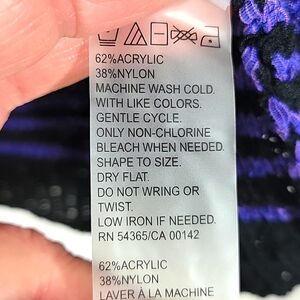 62%ACRYLIC
38%NYLON
MACHINE WASH COLD.
WITH LIKE COLORS.
GENTLE CYCLE.
ONLY NON-CHLORINE
BLEACH WHEN NEEDED.
SHAPE TO SIZE.
DRY FLAT.
DO NOT WRING OR
TWIST.
LOW IRON IF NEEDED.
RN 54365/CA 00142
62%ACRYLIC
38%NYLON
LAVER À LA MACHINE